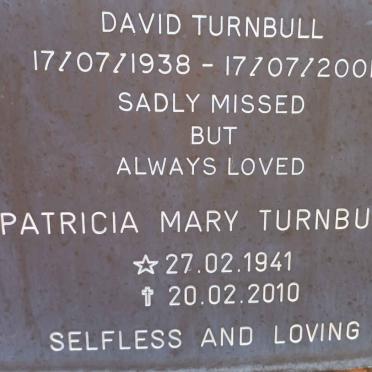 DAVID TURNBULL
17/07/1938 - 17/07/200
SADLY MISSED
BUT
ALWAYS LOVED
PATRICIA MARY TURNBU
☆ 27.02.1941
✝ 20.02.2010
SELFLESS AND LOVING